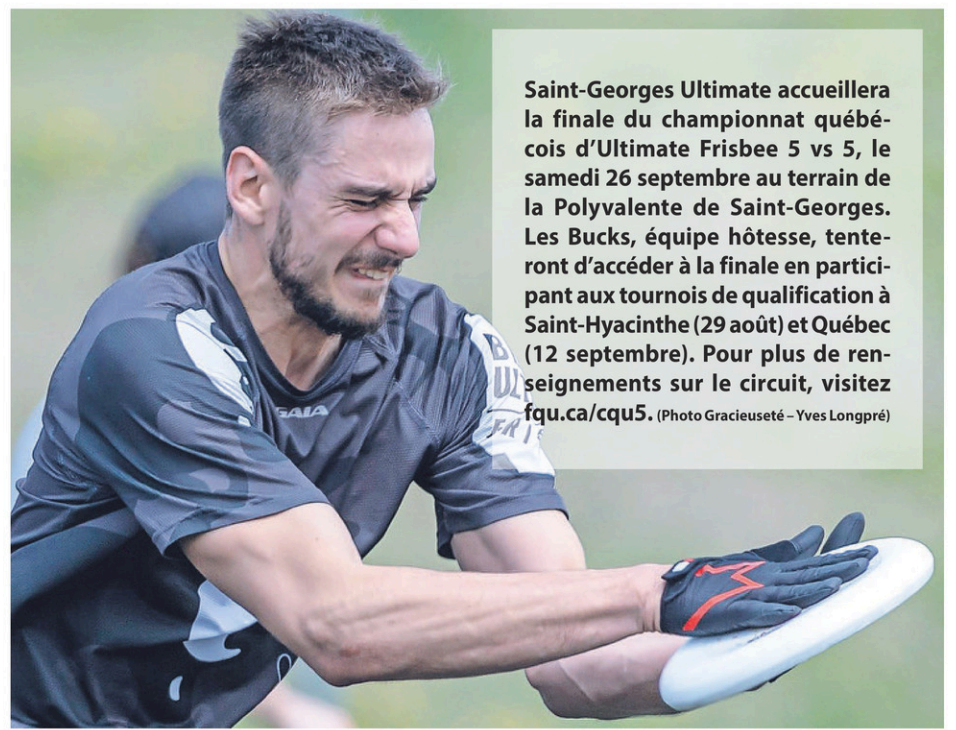 Saint-Georges Ultimate accueillera
la finale du championnat québé-
cois d'Ultimate Frisbee 5 vs 5, le
samedi 26 septembre au terrain de
la Polyvalente de Saint-Georges.
Les Bucks, équipe hôtesse, tente-
ront d'accéder à la finale en partici-
pant aux tournois de qualification à
Saint-Hyacinthe (29 août) et Québec
(12 septembre). Pour plus de ren-
seignements sur le circuit, visitez
fqu.ca/cqu5. (Photo Gracieuseté – Yves Longpré)
GAIA